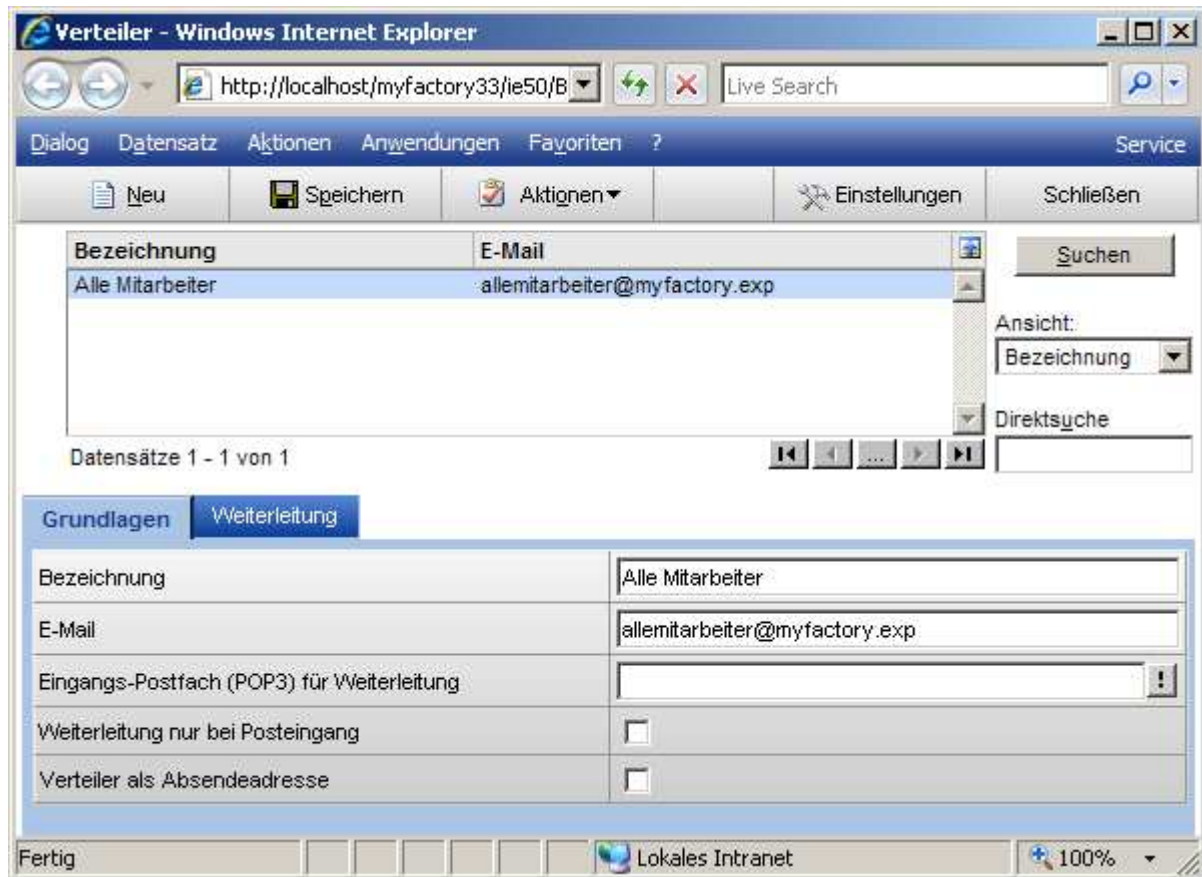 Verteiler - Windows Internet Explorer
http://localhost/myfactory33/ie50/B
Live Search
Dialog Datensatz Aktionen Anwendungen Favoriten ? Service
Neu Speichern Aktionen Einstellungen Schließen
Bezeichnung E-Mail Suchen
Alle Mitarbeiter allemitarbeiter@myfactory.exp
Ansicht:
Bezeichnung
Direktsuche
Datensätze 1 - 1 von 1 ...
Grundlagen Weiterleitung
Bezeichnung Alle Mitarbeiter
E-Mail allemitarbeiter@myfactory.exp
Eingangs-Postfach (POP3) für Weiterleitung !
Weiterleitung nur bei Posteingang
Verteiler als Absendeadresse
Fertig Lokales Intranet 100%